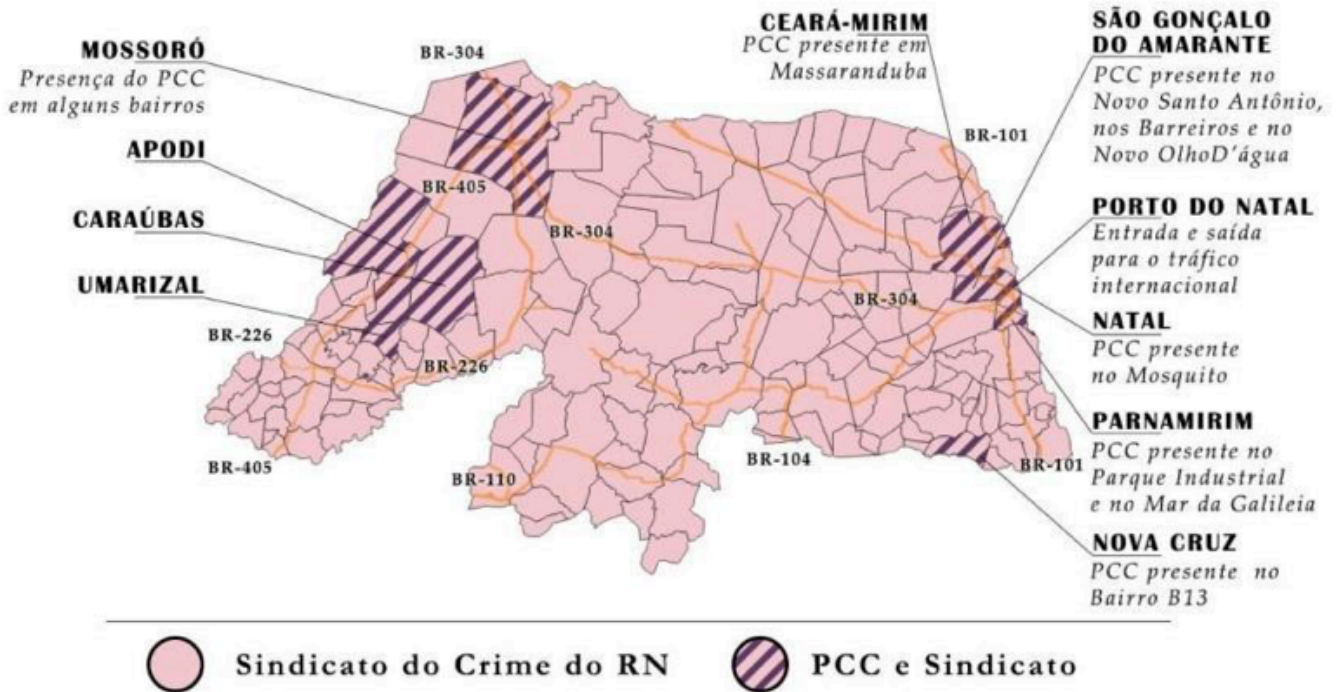 MOSSORÓ
Presença do PCC
em alguns bairros
APODI
CARAÚBAS
UMARIZAL
BR-226
BR-405
BR-304
BR-405
BR-304
BR-226
BR-110
BR-104
BR-304
BR-101
BR-101
CEARÁ-MIRIM
PCC presente em
Massaranduba
SÃO GONÇALO
DO AMARANTE
PCC presente no
Novo Santo Antônio,
nos Barreiros e no
Novo OlhoD'água
PORTO DO NATAL
Entrada e saída
para o tráfico
internacional
NATAL
PCC presente
no Mosquito
PARNAMIRIM
PCC presente no
Parque Industrial
e no Mar da Galileia
NOVA CRUZ
PCC presente no
Bairro B13
Sindicato do Crime do RN
PCC e Sindicato